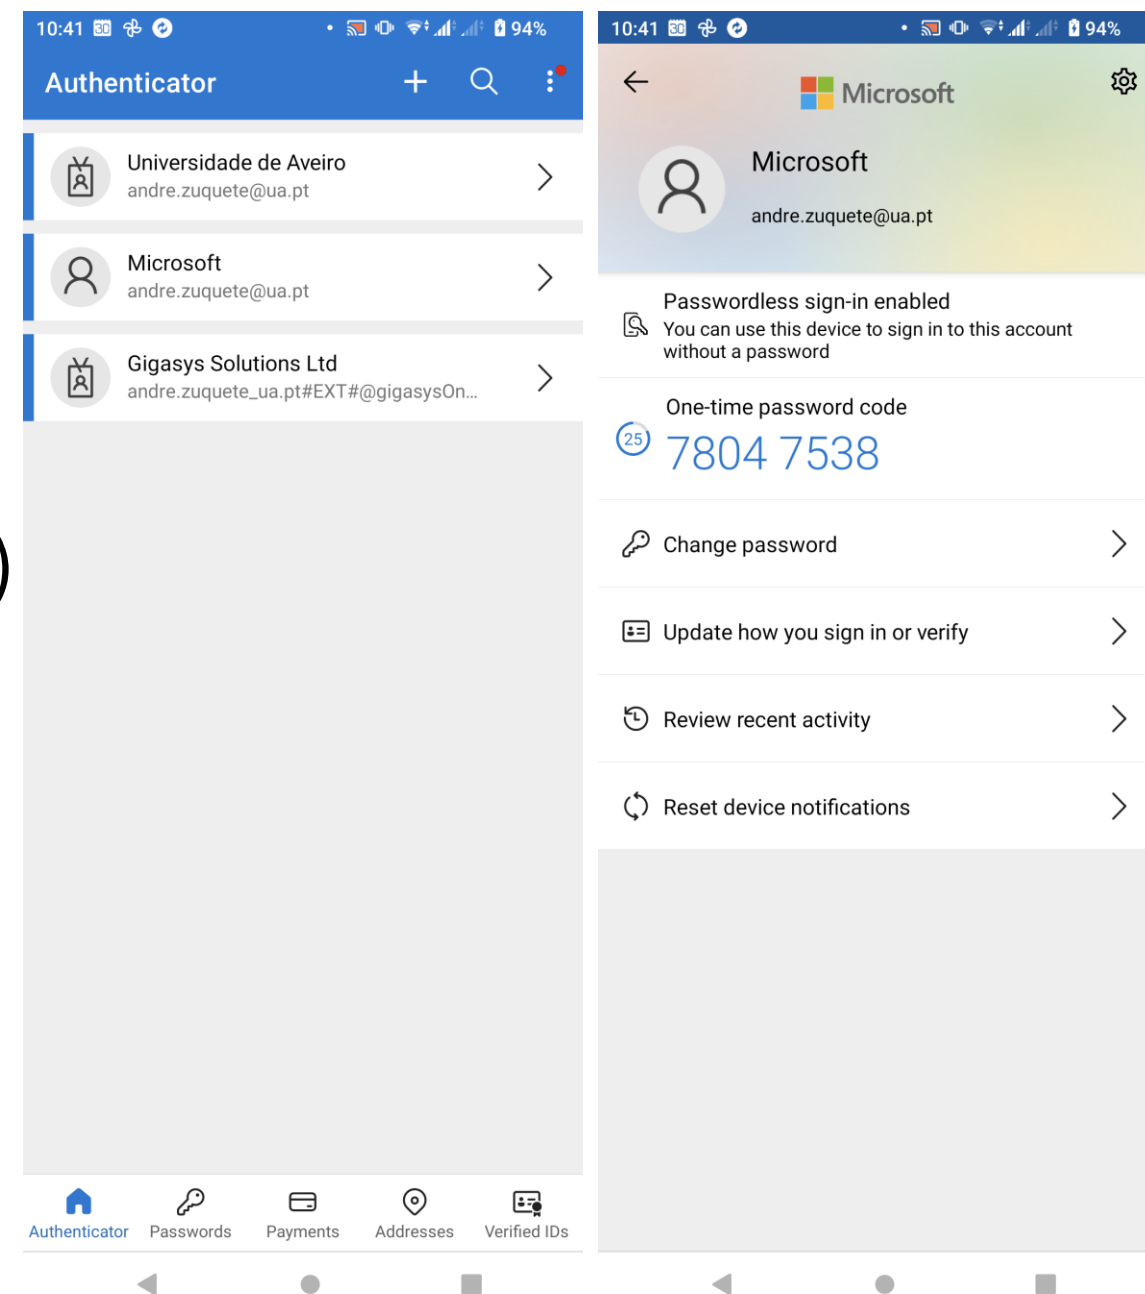 10:41 30
94%
Authenticator
Universidade de Aveiro
andre.zuquete@ua.pt
Microsoft
andre.zuquete@ua.pt
Gigasys Solutions Ltd
andre.zuquete_ua.pt#EXT#@gigasysOn...
Authenticator
Passwords
Payments
Addresses
Verified IDs
)
10:41 30
94%
Microsoft
Microsoft
andre.zuquete@ua.pt
Passwordless sign-in enabled
You can use this device to sign in to this account
without a password
One-time password code
25
7804 7538
Change password
Update how you sign in or verify
Review recent activity
Reset device notifications